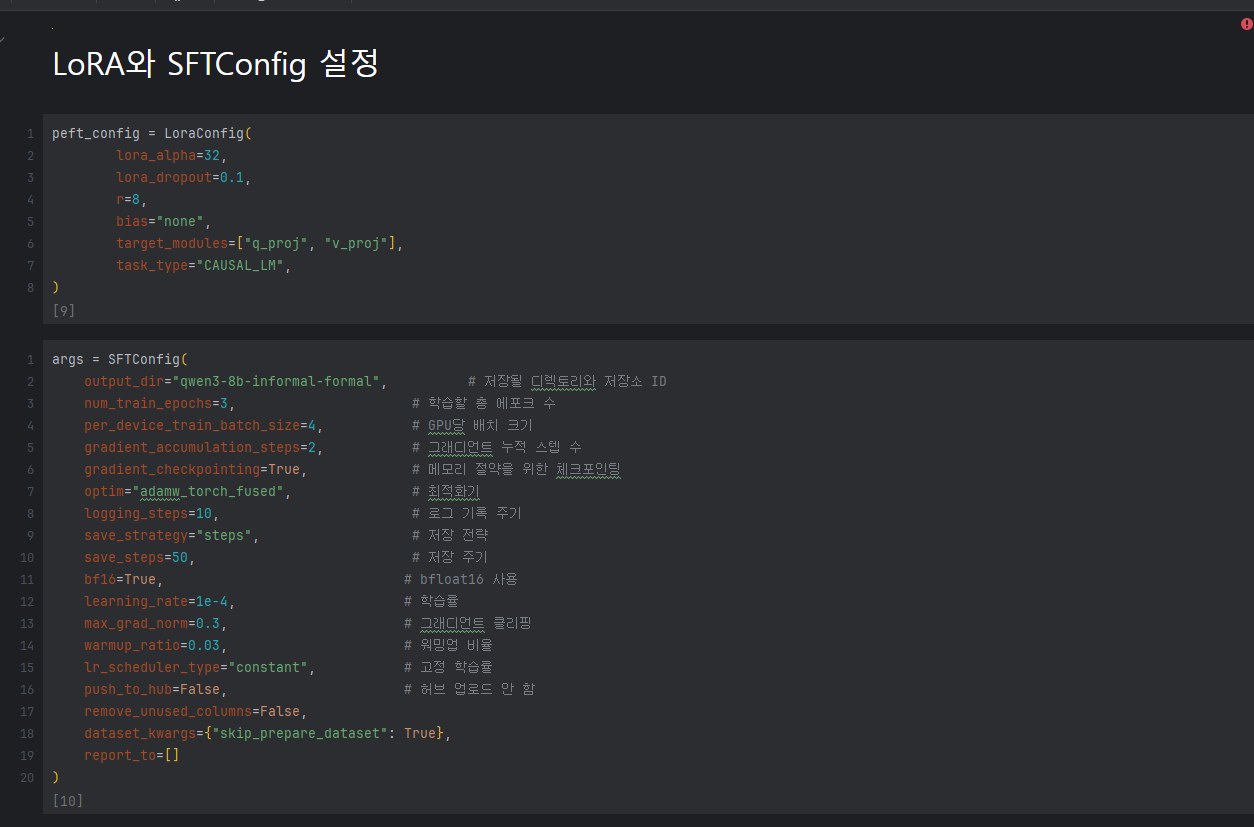 LoRA와 SFTConfig 설정
1 peft_config = LoraConfig(
2 lora_alpha=32,
3 lora_dropout=0.1,
4 r=8,
5 bias="none",
6 target_modules=["q_proj", "v_proj"],
7 task_type="CAUSAL_LM",
8 )
[9]
1 args = SFTConfig(
2 output_dir="qwen3-8b-informal-formal", # 저장될 디렉토리와 저장소 ID
3 num_train_epochs=3, # 학습할 총 에포크 수
4 per_device_train_batch_size=4, # GPU당 배치 크기
5 gradient_accumulation_steps=2, # 그래디언트 누적 스텝 수
6 gradient_checkpointing=True, # 메모리 절약을 위한 체크포인팅
7 optim="adamw_torch_fused", # 최적화기
8 logging_steps=10, # 로그 기록 주기
9 save_strategy="steps", # 저장 전략
10 save_steps=50, # 저장 주기
11 bf16=True, # bfloat16 사용
12 learning_rate=1e-4, # 학습률
13 max_grad_norm=0.3, # 그래디언트 클리핑
14 warmup_ratio=0.03, # 워밍업 비율
15 lr_scheduler_type="constant", # 고정 학습률
16 push_to_hub=False, # 허브 업로드 안 함
17 remove_unused_columns=False,
18 dataset_kwargs={"skip_prepare_dataset": True},
19 report_to=[]
20 )
[10]